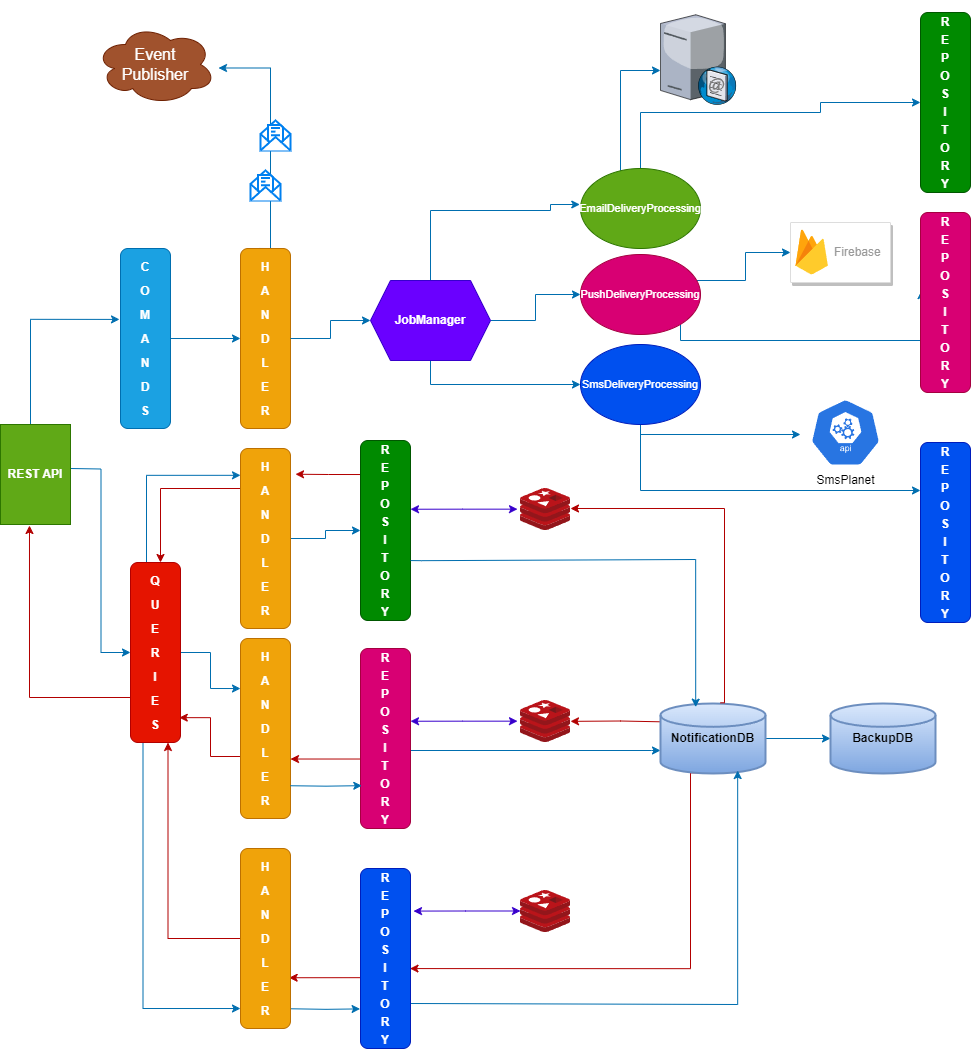 Event
Publisher
REPOSITORY
EmailDeliveryProcessing
REPOSITORY
Firebase
COMANDS
HANDLER
PushDeliveryProcessing
JobManager
SmsDeliveryProcessing
api
SmsPlanet
REPOSITORY
REST API
HANDLER
REPOSITORY
QUERIES
HANDLER
REPOSITORY
NotificationDB
BackupDB
HANDLER
REPOSITORY